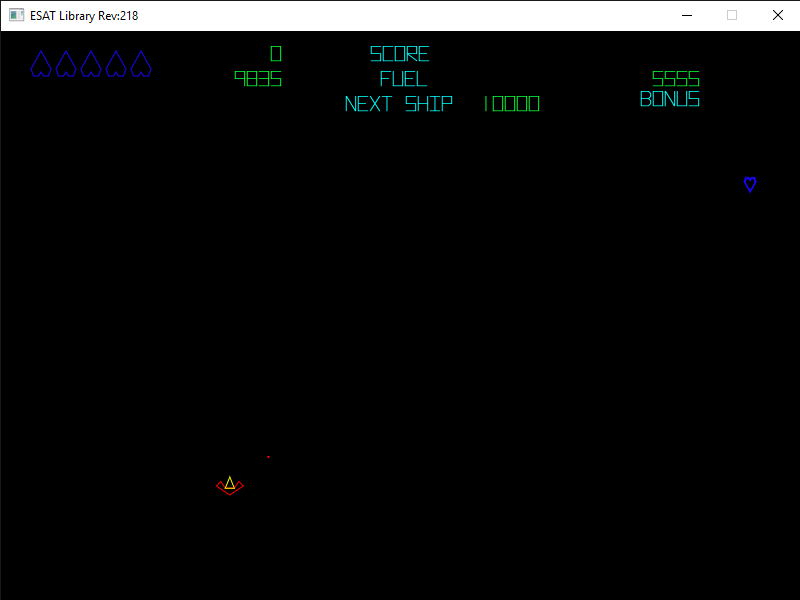 ESAT Library Rev:218
0 SCORE
9835 FUEL 5555
NEXT SHIP 10000 BONUS